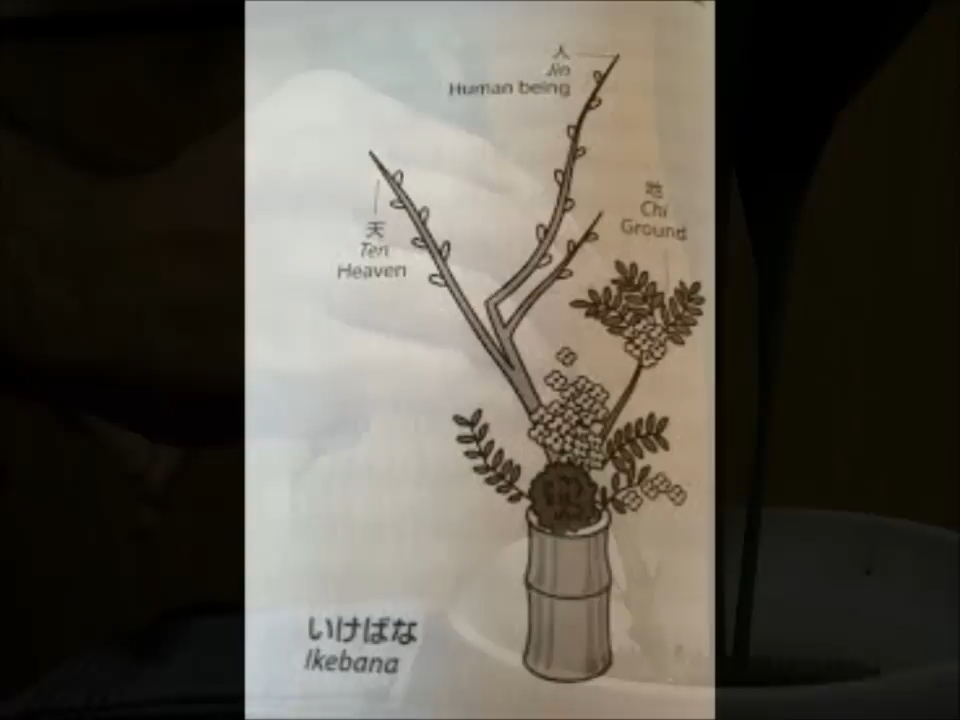 人
Jin
Human being
地
Chi
Ground
天
Ten
Heaven
いけばな
Ikebana